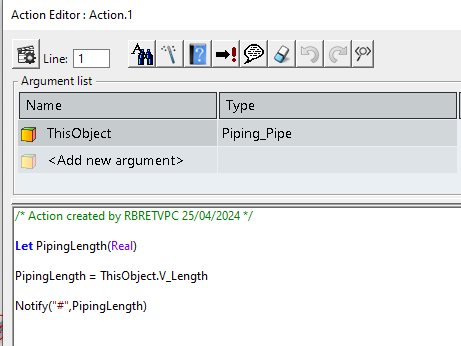 Action Editor : Action.1
Line: 1
Argument list
Name Type
ThisObject Piping_Pipe
<Add new argument>
/* Action created by RBRETVPC 25/04/2024 */
Let PipingLength(Real)
PipingLength = ThisObject.V_Length
Notify("#",PipingLength)